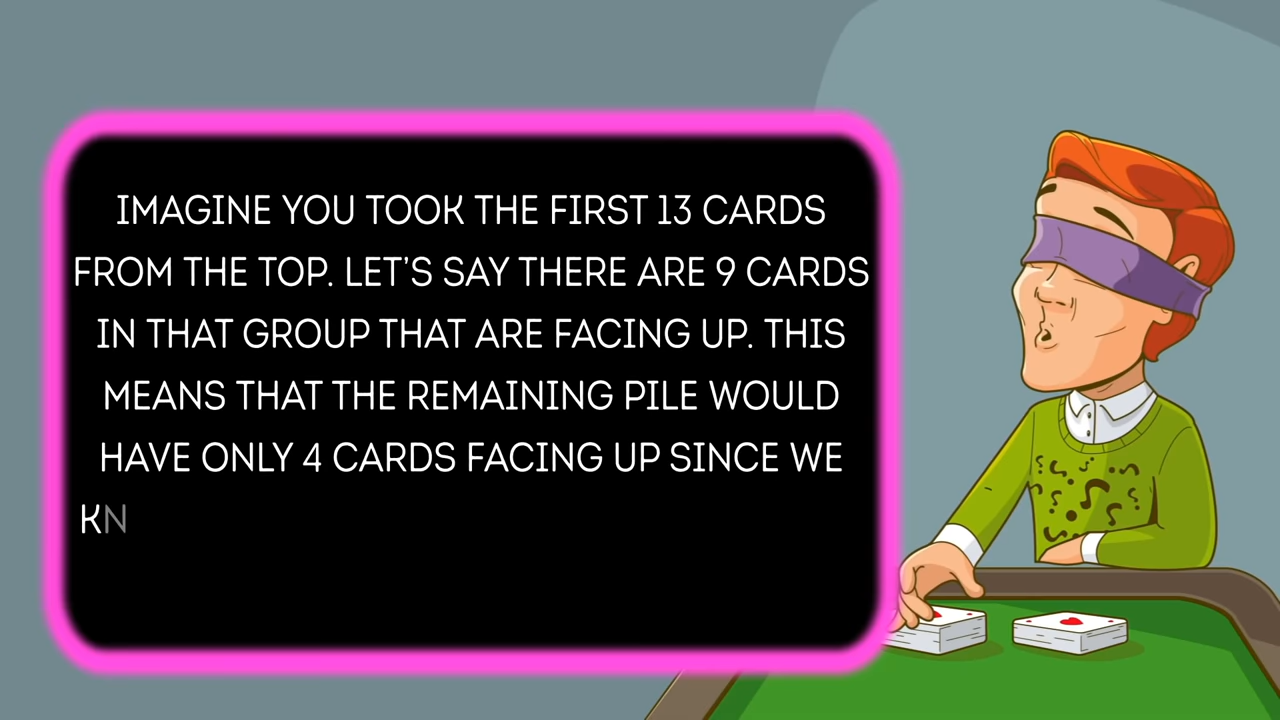 IMAGINE YOU TOOK THE FIRST 13 CARDS
FROM THE TOP. LET'S SAY THERE ARE 9 CARDS
IN THAT GROUP THAT ARE FACING UP. THIS
MEANS THAT THE REMAINING PILE WOULD
HAVE ONLY 4 CARDS FACING UP SINCE WE
KN